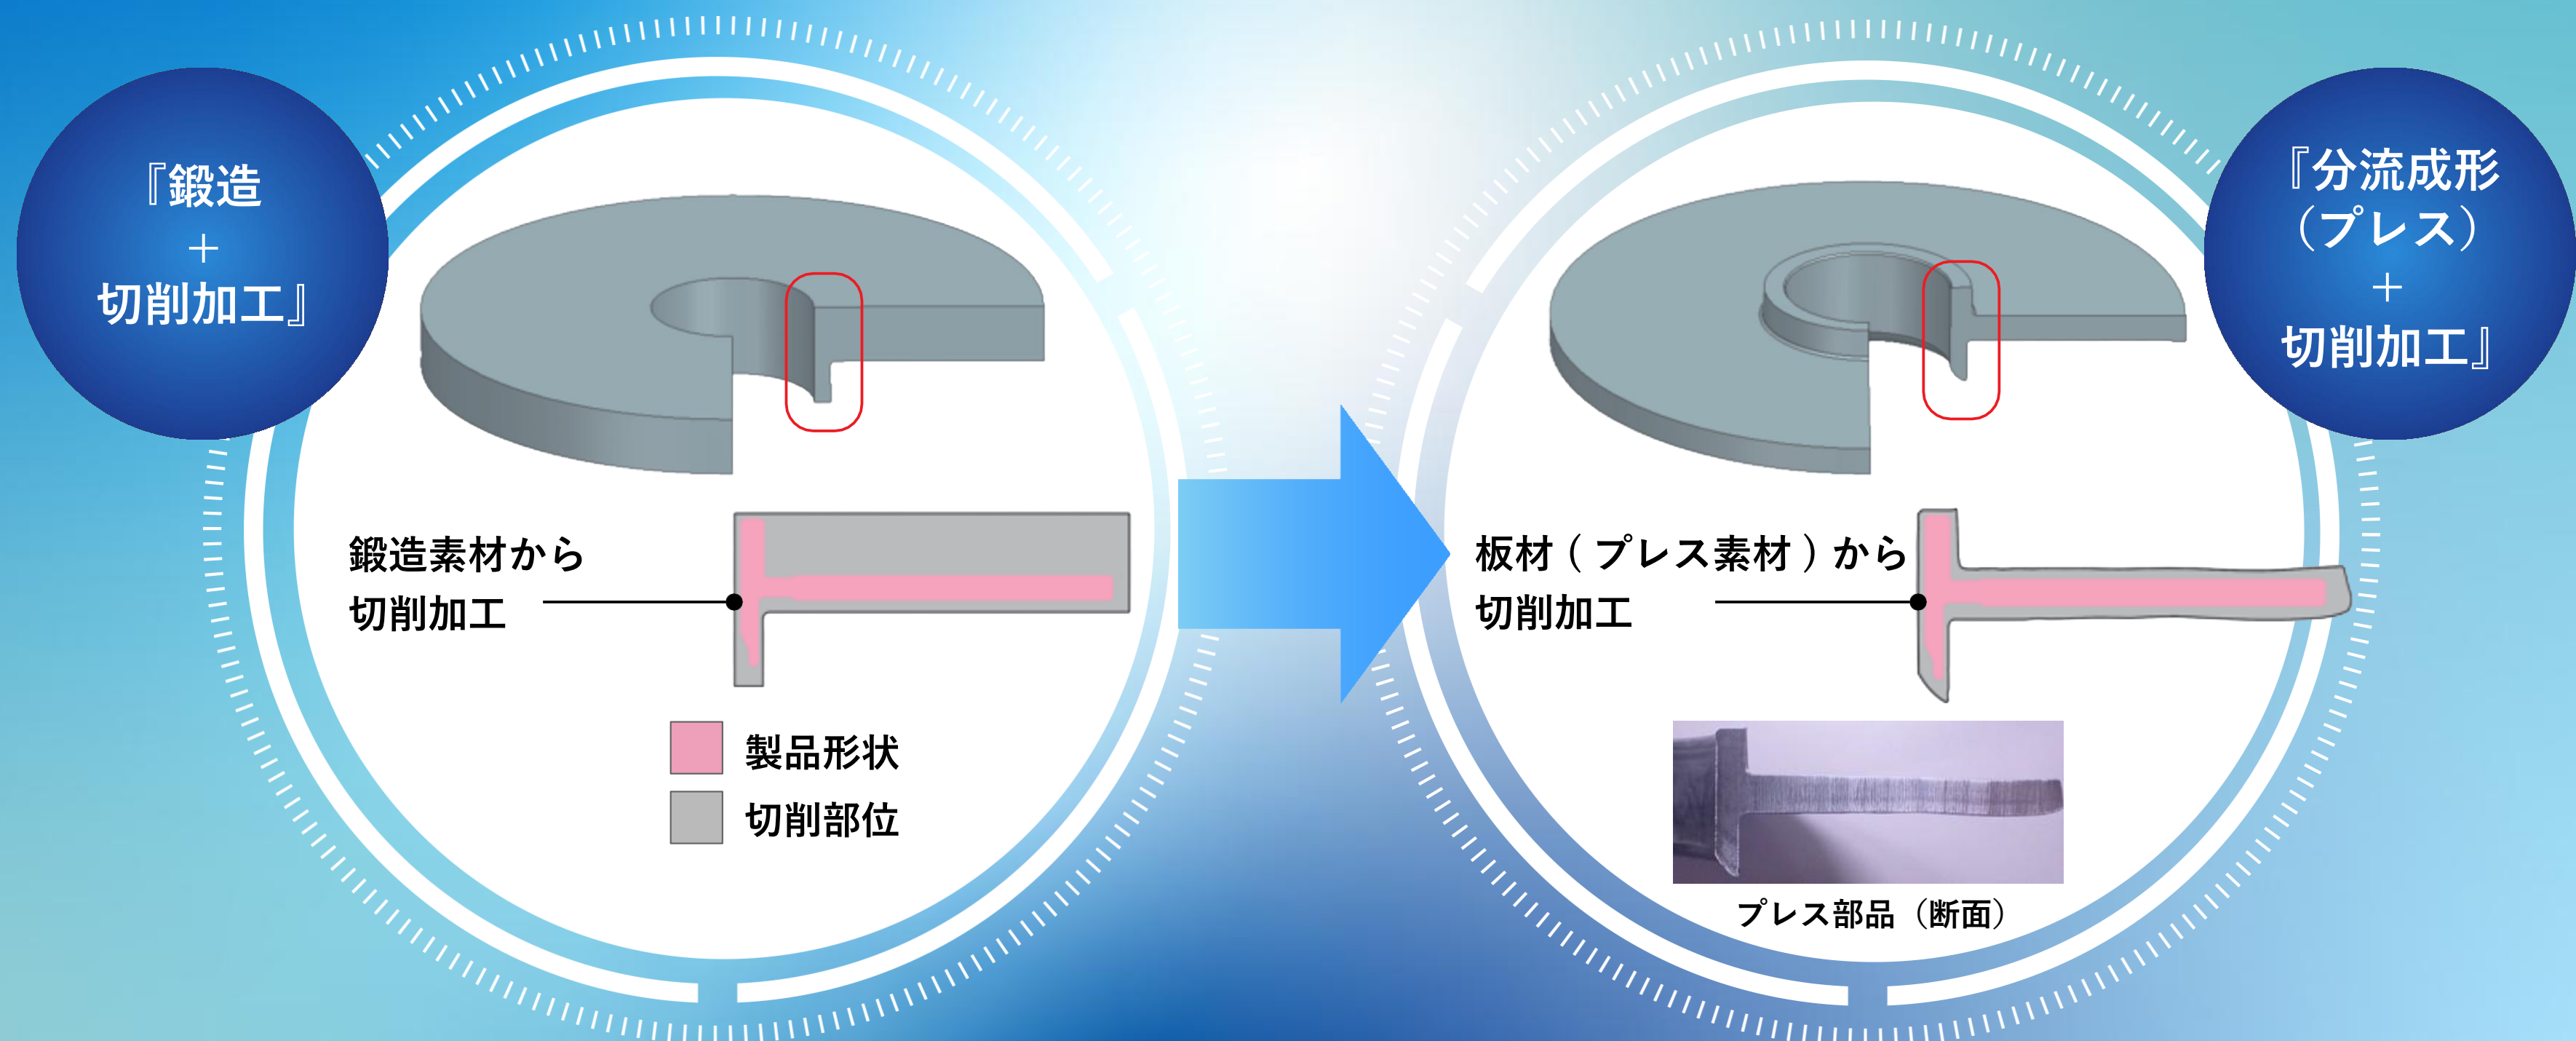 『鍛造
+
切削加工』
鍛造素材から
切削加工
製品形状
切削部位
『分流成形
（プレス）
+
切削加工』
板材(プレス素材)から
切削加工
プレス部品（断面）